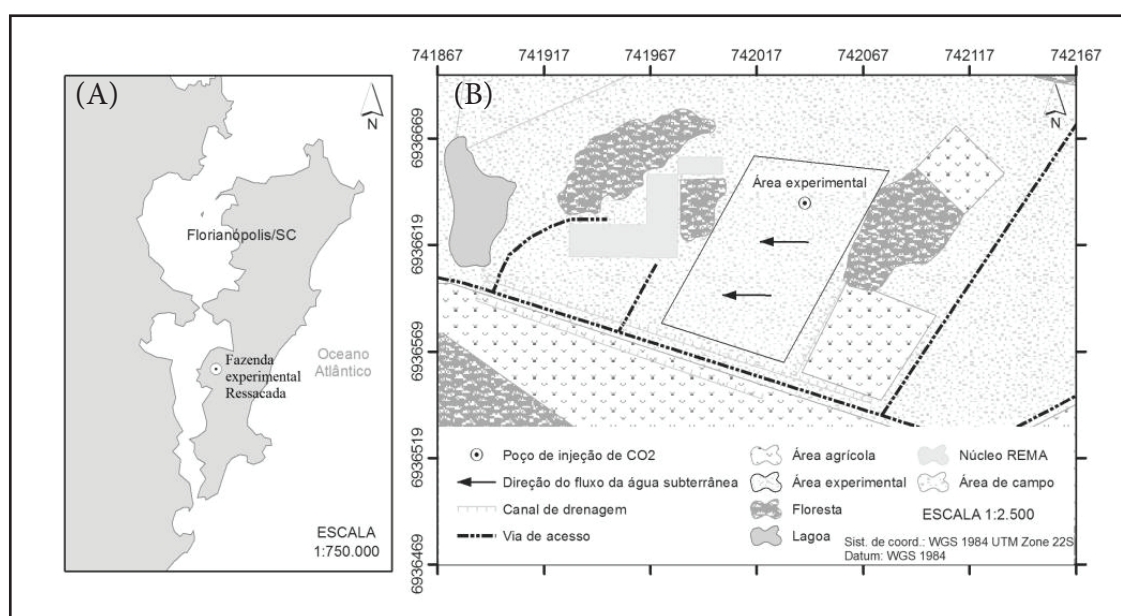 (A)
N
Florianópolis/SC
Oceano
Atlântico
Fazenda
experimental
Ressacada
ESCALA
1:750.000
741867 741917 741967 742017 742067 742117 742167
(B)
N
6936669
6936619
6936569
6936519
6936469
Área experimental
Poço de injeção de CO2
Direção do fluxo da água subterrânea
Canal de drenagem
Via de acesso
Área agrícola
Área experimental
Floresta
Lagoa
Núcleo REMA
Área de campo
ESCALA 1:2.500
Sist. de coord.: WGS 1984 UTM Zone 22S
Datum: WGS 1984